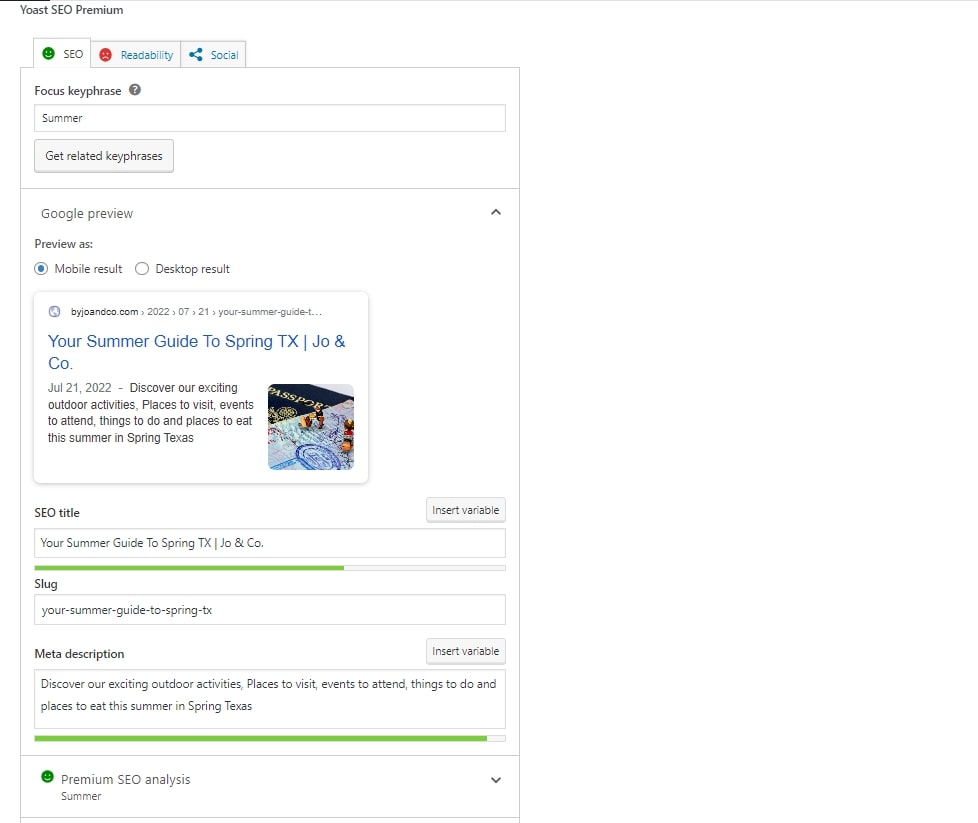 Yoast SEO Premium
SEO Readability Social
Focus keyphrase ?
Summer
Get related keyphrases
Google preview
Preview as:
Mobile result Desktop result
byjoandco.com › 2022 › 07 › 21 › your-summer-guide-t...
Your Summer Guide To Spring TX | Jo &
Co.
Jul 21, 2022 - Discover our exciting
outdoor activities, Places to visit, events
to attend, things to do and places to eat
this summer in Spring Texas
PASSPORT
SEO title Insert variable
Your Summer Guide To Spring TX | Jo & Co.
Slug
your-summer-guide-to-spring-tx
Meta description Insert variable
Discover our exciting outdoor activities, Places to visit, events to attend, things to do and
places to eat this summer in Spring Texas
Premium SEO analysis
Summer